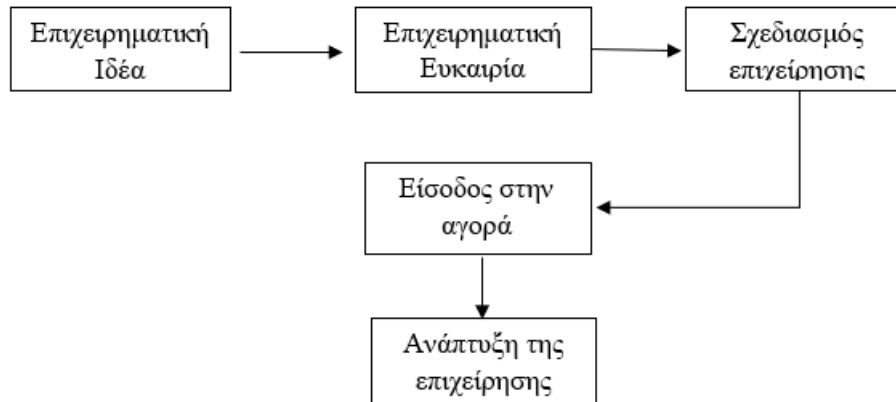 Επιχειρηματική
Ιδέα
Επιχειρηματική
Ευκαιρία
Σχεδιασμός
επιχείρησης
Είσοδος στην
αγορά
Ανάπτυξη της
επιχείρησης